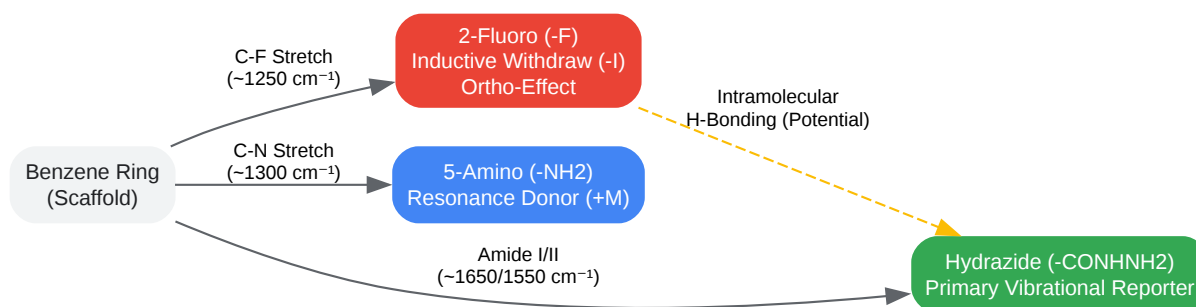 2-Fluoro (-F)
Inductive Withdraw (-I)
Ortho-Effect
C-F Stretch
(~1250 cm⁻¹)
Intramolecular
H-Bonding (Potential)
Benzene Ring
(Scaffold)
C-N Stretch
(~1300 cm⁻¹)
5-Amino (-NH2)
Resonance Donor (+M)
Amide I/II
(~1650/1550 cm⁻¹)
Hydrazide (-CONHNH2)
Primary Vibrational Reporter